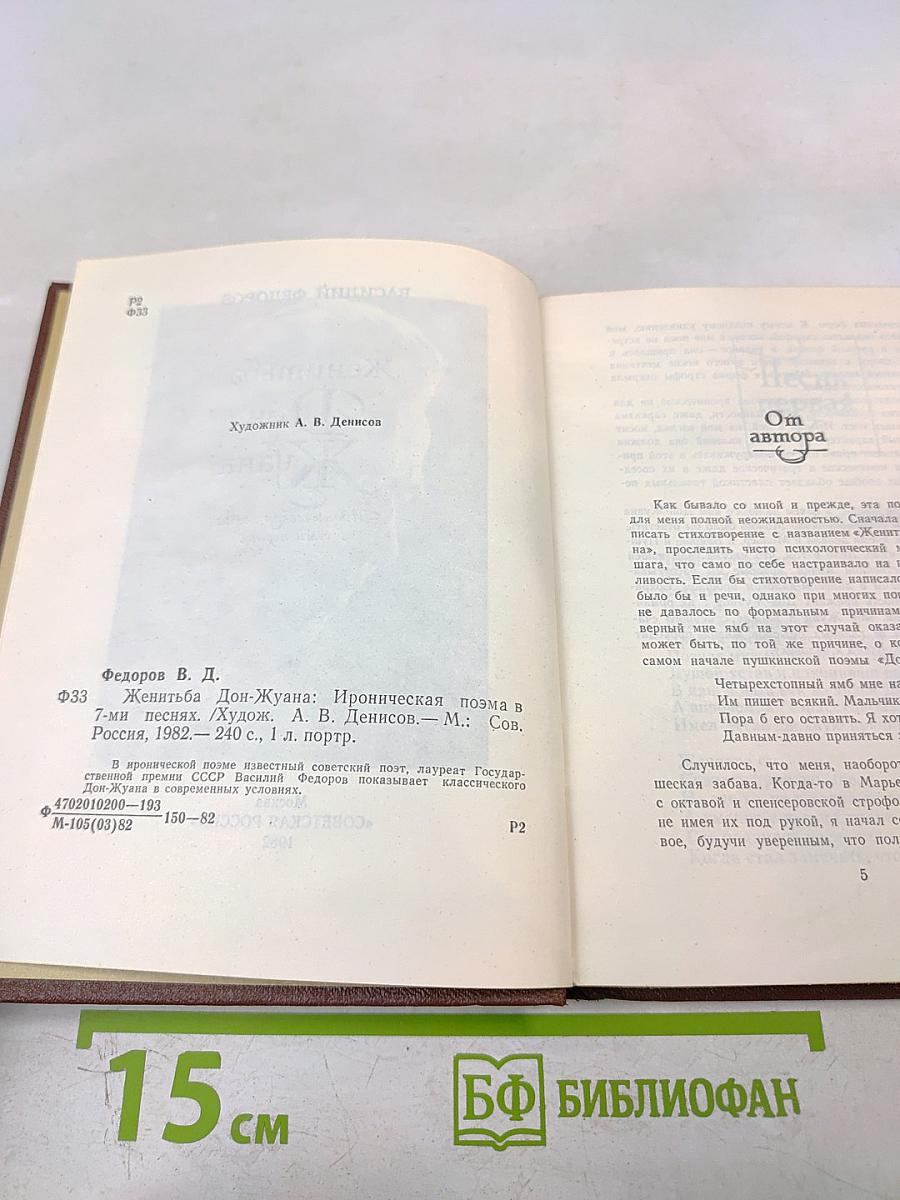 Р2
Ф33
Художник А. В. Денисов
Федоров В. Д.
Ф33 Женитьба Дон-Жуана: Ироническая поэма в
7-ми песнях. /Худож. А. В. Денисов.— М.: Сов.
Россия, 1982.— 240 с., 1 л. портр.
В иронической поэме известный советский поэт, лауреат Государ-
ственной премии СССР Василий Федоров показывает классического
Дон-Жуана в современных условиях.
Ф 4702010200—193
М-105(03)82
150—82
Р2
От
автора
Как бывало со мной и прежде, эта по
для меня полной неожиданностью. Сначала
писать стихотворение с названием «Женит
на», проследить чисто психологический м
шага, что само по себе настраивало на
ливость. Если бы стихотворение написало
было бы и речи, однако при многих поп
не давалось по формальным причинам
верный мне ямб на этот случай оказа
может быть, по той же причине, о ко
самом начале пушкинской поэмы «До
Четырехстопный ямб мне на
Им пишет всякий. Мальчик
Пора б его оставить. Я хот
Давным-давно приняться
Случилось, что меня, наоборот
шеская забава. Когда-то в Марье
с октавой и спенсеровской строфо
не имея их под рукой, я начал со
вое, будучи уверенным, что пол
5
15 см
БФ БИБЛИОФАН